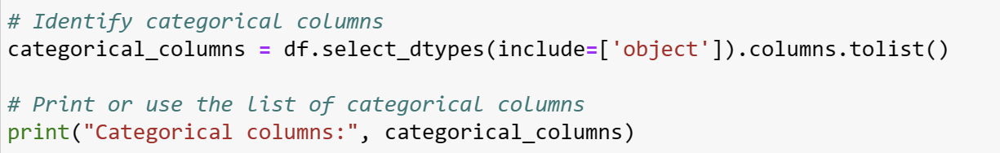 # Identify categorical columns
categorical_columns = df.select_dtypes(include=['object']).columns.tolist()
# Print or use the list of categorical columns
print("Categorical columns:", categorical_columns)